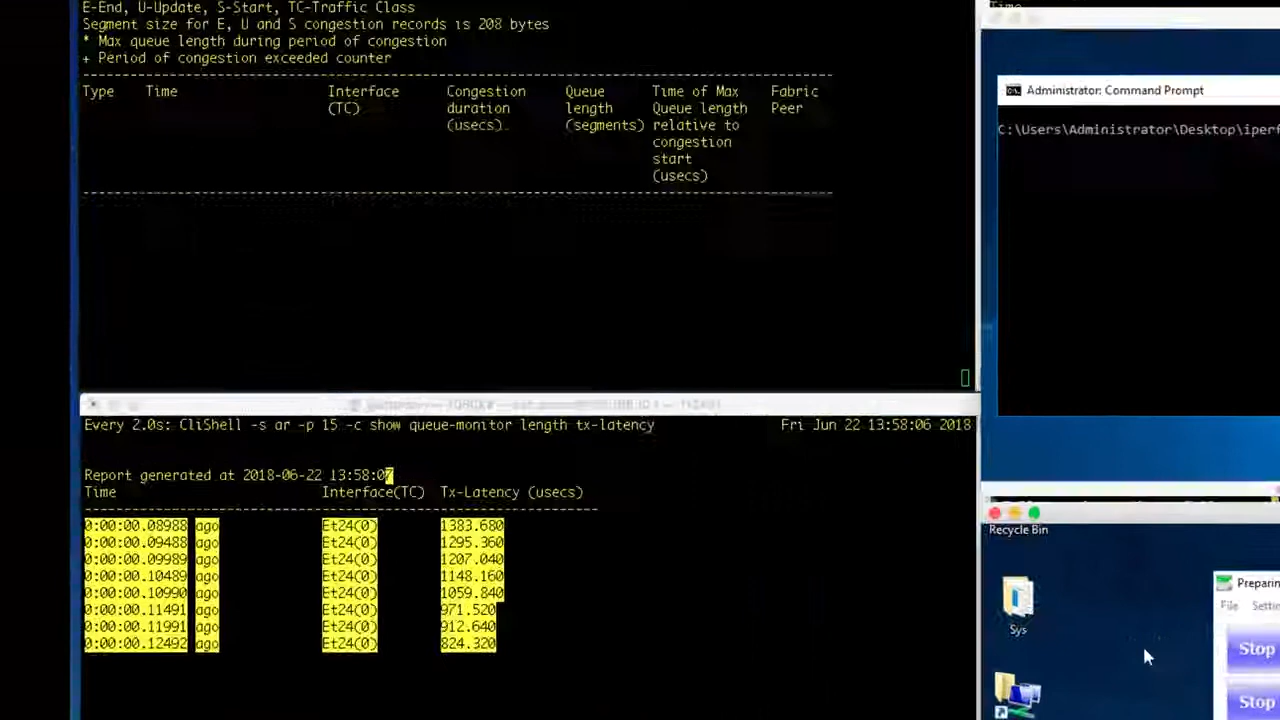 E-End, U-Update, S-Start, TC-Traffic Class
Segment size for E, U and S congestion records is 208 bytes
* Max queue length during period of congestion
+ Period of congestion exceeded counter
Type Time Interface (TC) Congestion duration (usecs) Queue length (segments) Time of Max Queue length relative to congestion start (usecs) Fabric Peer
Every 2.0s: CliShell -s ar -p 15 -c show queue-monitor length tx-latency Fri Jun 22 13:58:06 2018
Report generated at 2018-06-22 13:58:07
Time Interface(TC) Tx-Latency (usecs)
0:00:00.08988 ago Et24(0) 1383.680
0:00:00.09488 ago Et24(0) 1295.360
0:00:00.09989 ago Et24(0) 1207.040
0:00:00.10489 ago Et24(0) 1148.160
0:00:00.10990 ago Et24(0) 1059.840
0:00:00.11491 ago Et24(0) 971.520
0:00:00.11991 ago Et24(0) 912.640
0:00:00.12492 ago Et24(0) 824.320
Time
Administrator: Command Prompt
C:\Users\Administrator\Desktop\iperf
Recycle Bin
Sys
Preparin
File Settin
Stop
Stop